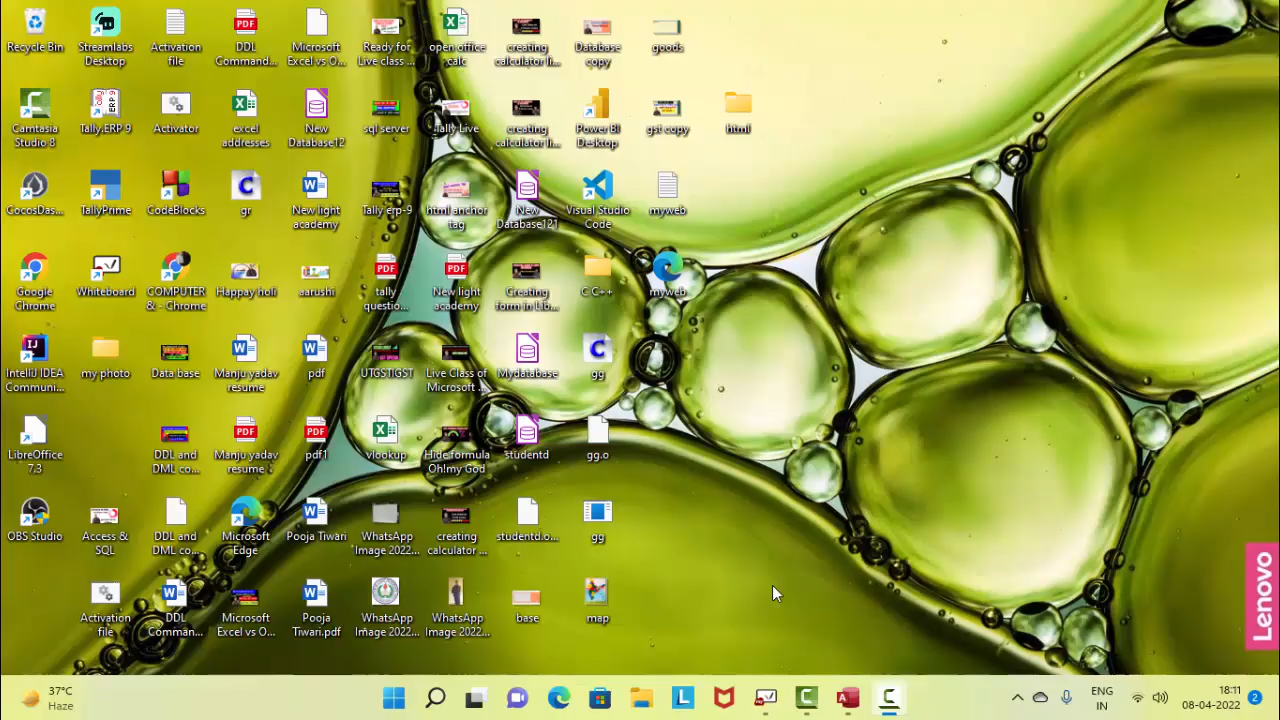 Recycle Bin
Streamlabs Desktop
Activation file
DDL Command...
Microsoft Excel vs O...
Ready for Live class ...
open office calc
creating calculator li...
Database copy
goods
Camtasia Studio 8
Tally.ERP 9
Activator
excel addresses
New Database12
sql server
Tally Live
creating calculator li...
Power BI Desktop
gst copy
html
CocosDas...
TallyPrime
CodeBlocks
gr
New light academy
Tally erp-9
html anchor tag
New Database121
Visual Studio Code
myweb
Google Chrome
Whiteboard
COMPUTER & - Chrome
Happay holi
aarushi
tally questio...
New light academy
Creating form in Lib...
C C++
myweb
IntelliJ IDEA Communi...
my photo
Data base
Manju yadav resume
pdf
UTGSTIGST
Live Class of Microsoft ...
Mydatabase
gg
LibreOffice 7.3
DDL and DML co...
Manju yadav resume
pdf1
vlookup
Hide formula Oh!my God
studentd
gg.o
OBS Studio
Access & SQL
DDL and DML co...
Microsoft Edge
Pooja Tiwari
WhatsApp Image 2022...
creating calculator ...
studentd.o...
gg
Activation file
DDL Comman...
Microsoft Excel vs O...
Pooja Tiwari.pdf
WhatsApp Image 2022...
WhatsApp Image 2022...
base
map
Lenovo
37°C
Haze
ENG
IN
18:11
08-04-2022
2